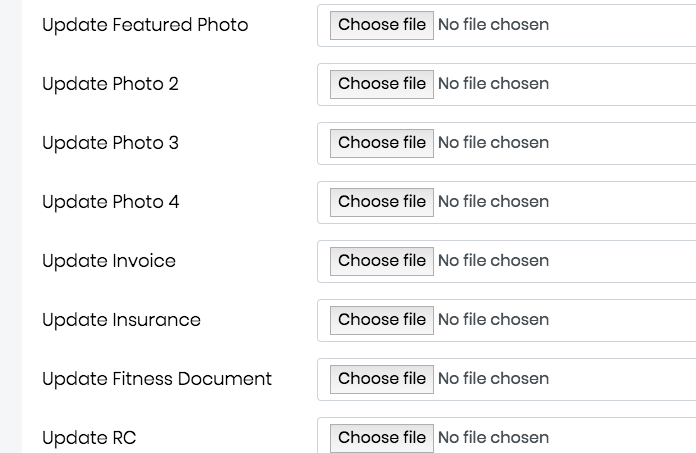 Update Featured Photo Choose file No file chosen
Update Photo 2 Choose file No file chosen
Update Photo 3 Choose file No file chosen
Update Photo 4 Choose file No file chosen
Update Invoice Choose file No file chosen
Update Insurance Choose file No file chosen
Update Fitness Document Choose file No file chosen
Update RC Choose file No file chosen